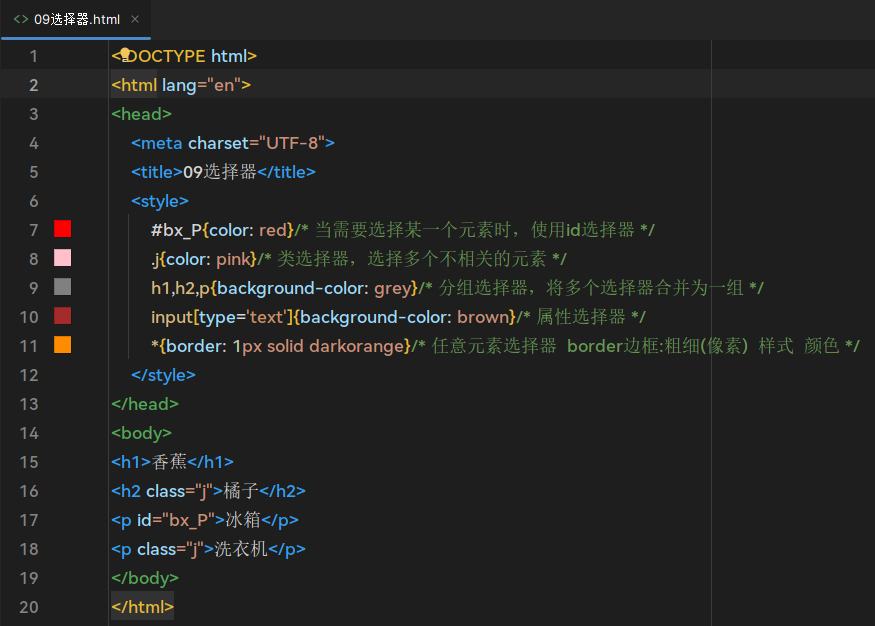 <> 09选择器.html ×
1 <!DOCTYPE html>
2 <html lang="en">
3 <head>
4 <meta charset="UTF-8">
5 <title>09选择器</title>
6 <style>
7 #bx_P{color: red}/* 当需要选择某一个元素时，使用id选择器 */
8 .j{color: pink}/* 类选择器，选择多个不相关的元素 */
9 h1,h2,p{background-color: grey}/* 分组选择器，将多个选择器合并为一组 */
10 input[type='text']{background-color: brown}/* 属性选择器 */
11 *{border: 1px solid darkorange}/* 任意元素选择器  border边框:粗细(像素)  样式  颜色 */
12 </style>
13 </head>
14 <body>
15 <h1>香蕉</h1>
16 <h2 class="j">橘子</h2>
17 <p id="bx_P">冰箱</p>
18 <p class="j">洗衣机</p>
19 </body>
20 </html>